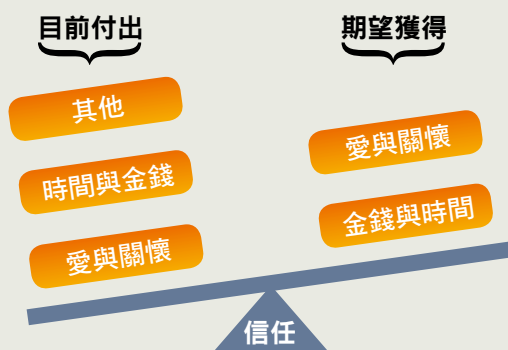 目前付出
期望獲得
其他
時間與金錢
愛與關懷
愛與關懷
金錢與時間
信任